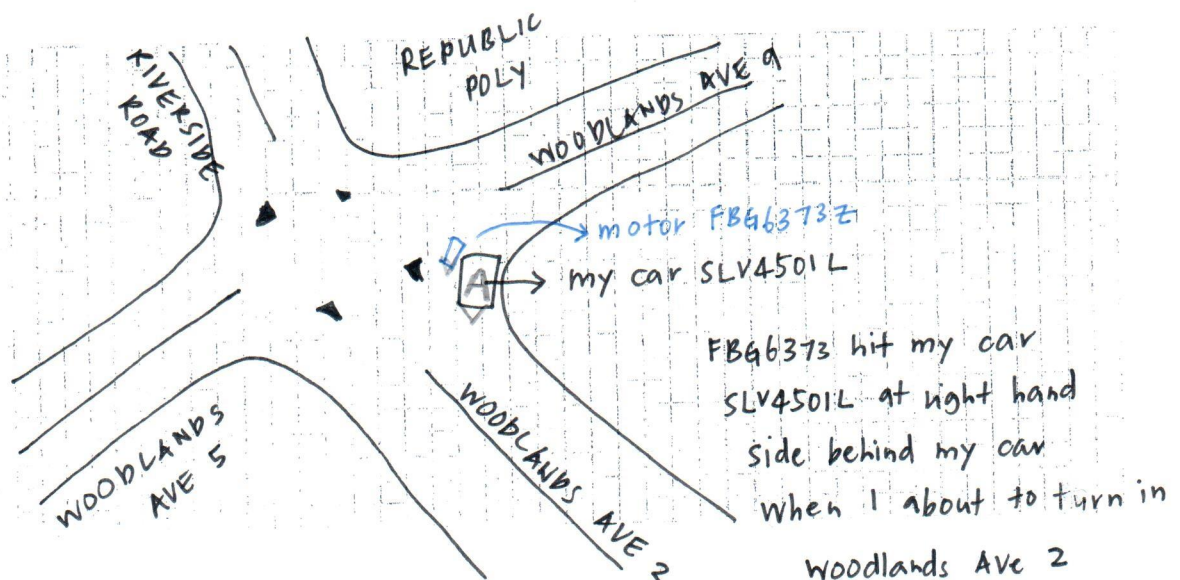 REPUBLIC
POLY
RIVERSIDE
ROAD
WOODLANDS AVE 9
motor FBG6373Z
A
my car SLV4501L
FBG6373 hit my car
SLV4501L at right hand
side behind my car
when I about to turn in
Woodlands Ave 2
WOODLANDS
AVE 5
WOODLANDS AVE 2